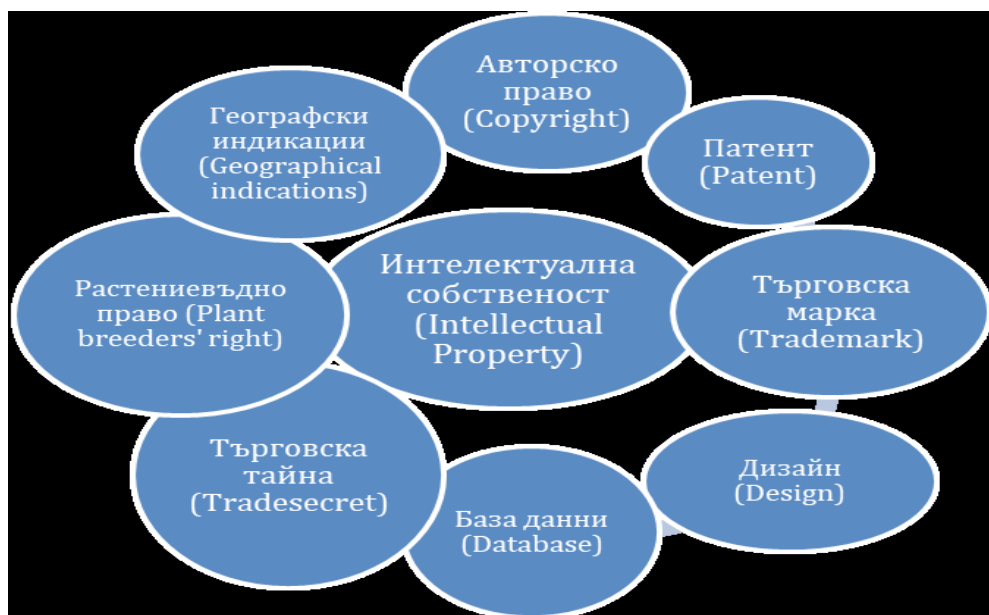 Авторско
право
(Copyright)
Патент
(Patent)
Търговска
марка
(Trademark)
Дизайн
(Design)
База данни
(Database)
Търговска
тайна
(Tradesecret)
Растениевъдно
право (Plant
breeders' right)
Географски
индикации
(Geographical
indications)
Интелектуална
собственост
(Intellectual
Property)